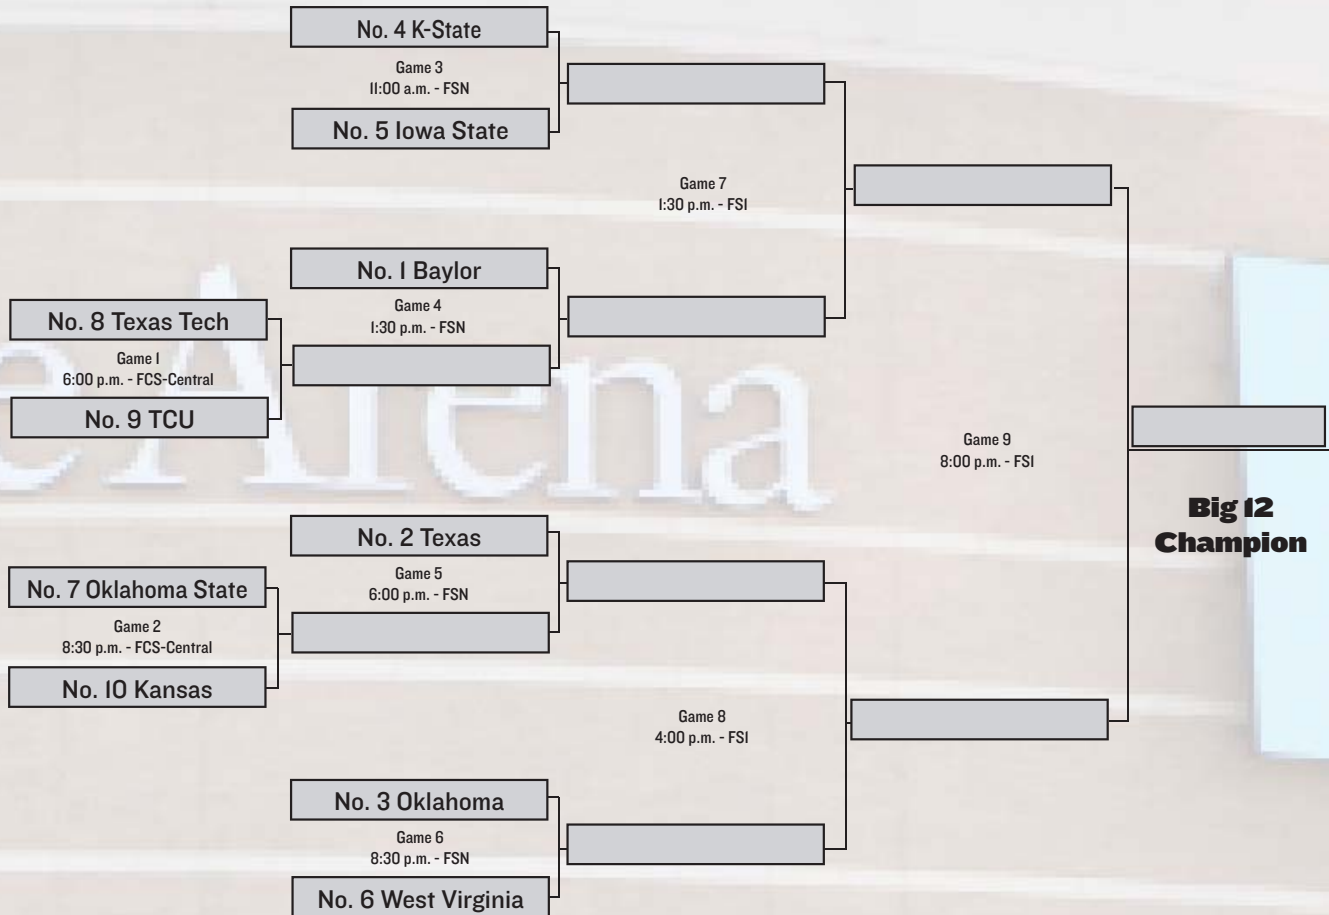 No. 4 K-State
Game 3
11:00 a.m. - FSN
No. 5 Iowa State
Game 7
1:30 p.m. - FS1
No. 1 Baylor
Game 4
1:30 p.m. - FSN
No. 8 Texas Tech
Game 1
6:00 p.m. - FCS-Central
No. 9 TCU
e Arena
Game 9
8:00 p.m. - FS1
Big 12
Champion
No. 2 Texas
Game 5
6:00 p.m. - FSN
No. 7 Oklahoma State
Game 2
8:30 p.m. - FCS-Central
No. 10 Kansas
Game 8
4:00 p.m. - FS1
No. 3 Oklahoma
Game 6
8:30 p.m. - FSN
No. 6 West Virginia